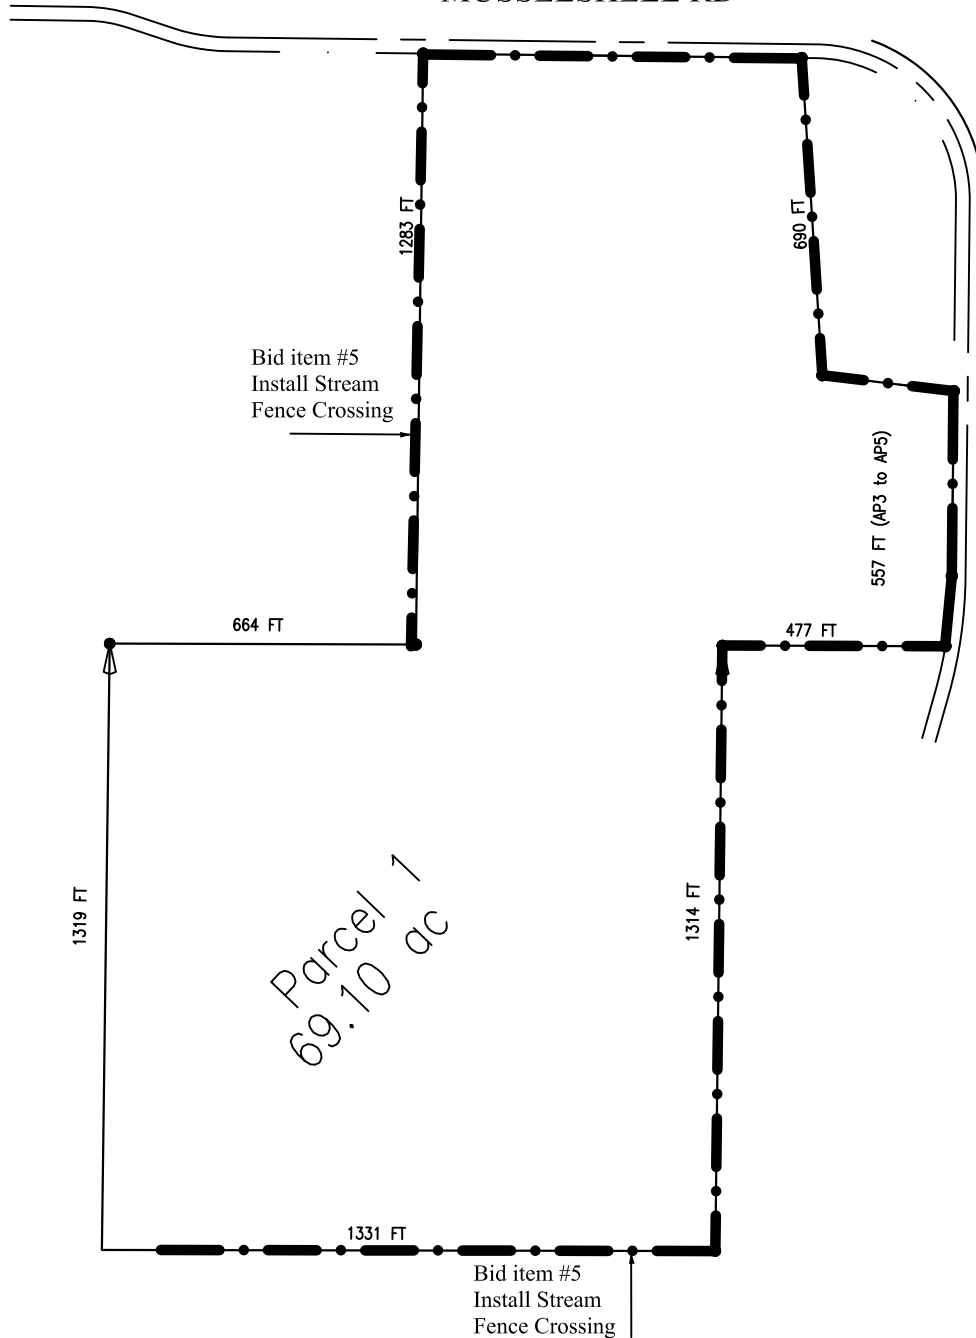 MUSSELSHELL RD
1283 FT
690 FT
Bid item #5
Install Stream
Fence Crossing
557 FT (AP3 to AP5)
664 FT
477 FT
1319 FT
1314 FT
Parcel 1
69.10 ac
1331 FT
Bid item #5
Install Stream
Fence Crossing